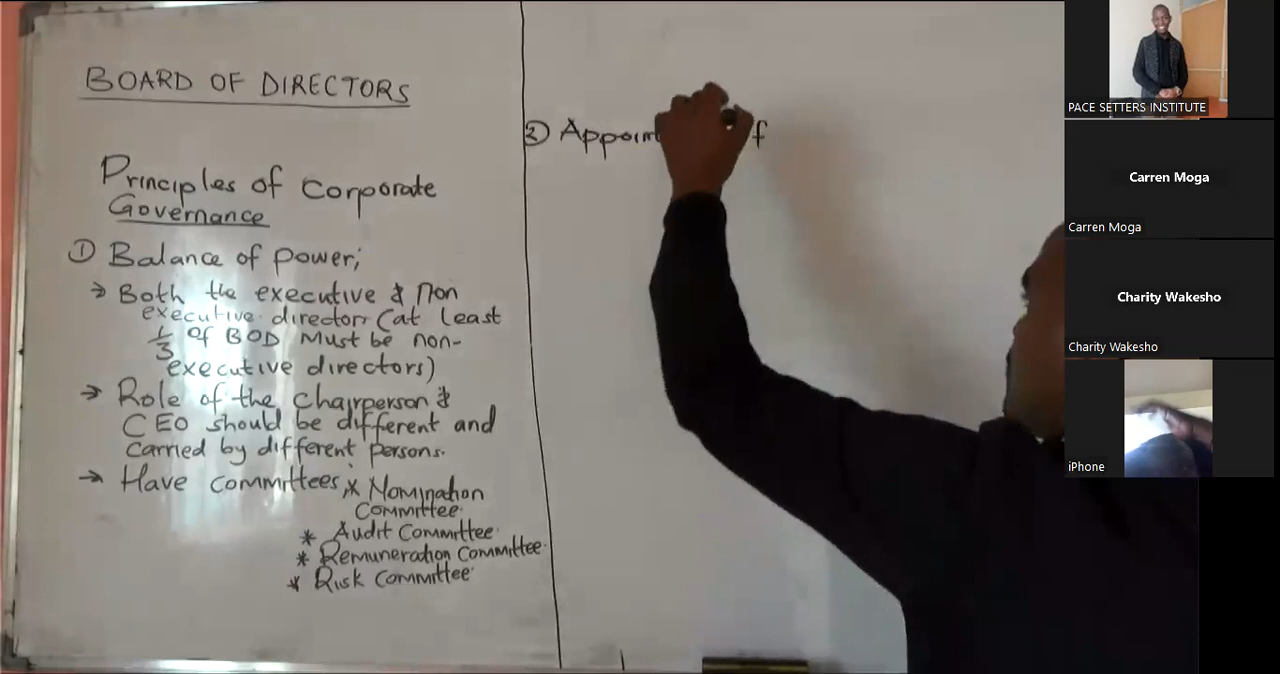 BOARD OF DIRECTORS
Principles of Corporate
Governance
① Balance of power;
→ Both the executive & Non
executive directors (at least
1/3 of BOD Must be non-
executive directors)
→ Role of the chairperson &
CEO should be different and
carried by different persons.
→ Have committees; * Nomination
Committee.
* Audit Committee.
* Remuneration Committee.
* Risk Committee.
② f
PACE SETTERS INSTITUTE
Carren Moga
Carren Moga
Charity Wakesho
Charity Wakesho
iPhone